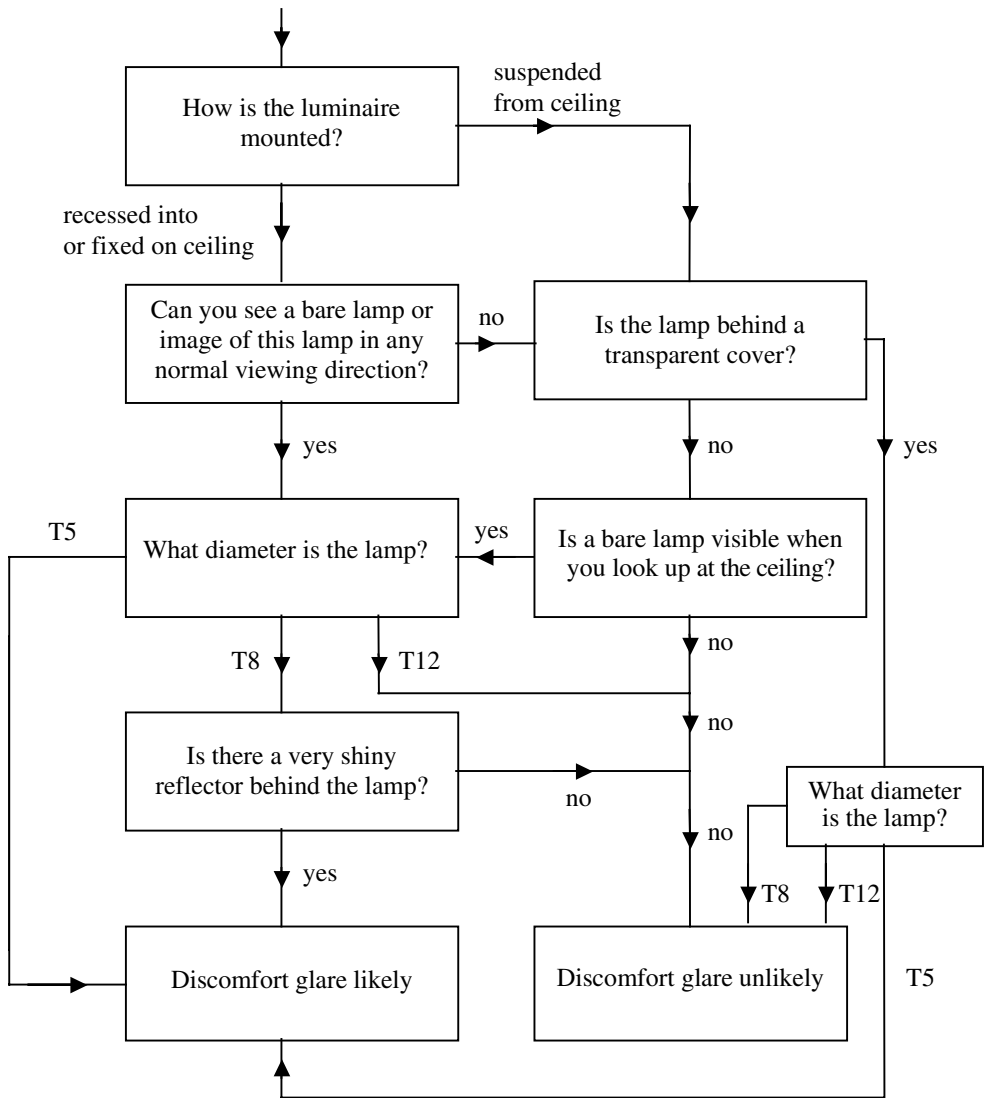 suspended
from ceiling
How is the luminaire
mounted?
recessed into
or fixed on ceiling
Can you see a bare lamp or
image of this lamp in any
normal viewing direction?
no
Is the lamp behind a
transparent cover?
yes
no
yes
T5
What diameter is the lamp?
yes
Is a bare lamp visible when
you look up at the ceiling?
T8
T12
no
no
Is there a very shiny
reflector behind the lamp?
no
What diameter
is the lamp?
no
yes
T8
T12
Discomfort glare likely
Discomfort glare unlikely
T5